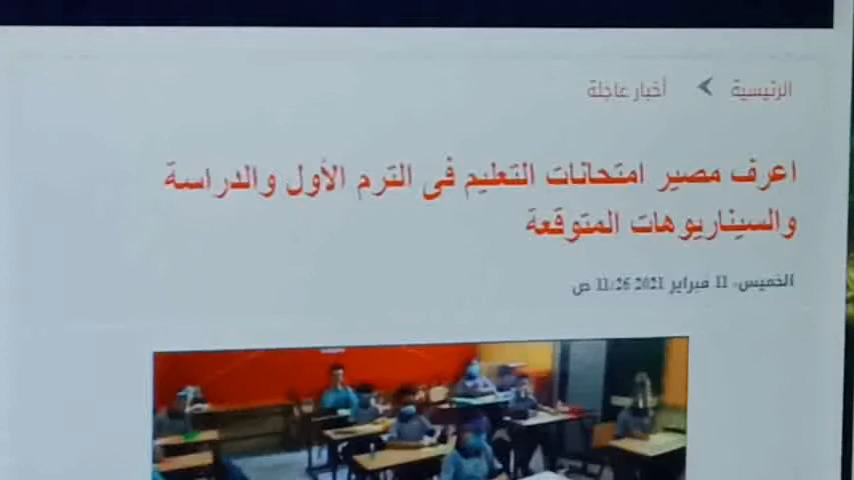 الرئيسية > أخبار عاجلة
اعرف مصير امتحانات التعليم فى الترم الأول والدراسة
والسيناريوهات المتوقعة
الخميس، 11 فبراير 2021 11:26 ص